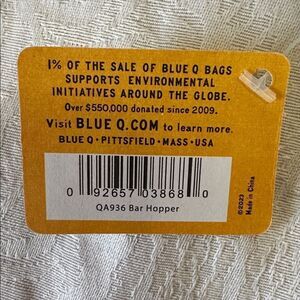 1% OF THE SALE OF BLUE Q BAGS
SUPPORTS ENVIRONMENTAL
INITIATIVES AROUND THE GLOBE.
Over $550,000 donated since 2009.
Visit BLUE Q.COM to learn more.
BLUE Q • PITTSFIELD • MASS • USA
0 92657 03868 0
QA936 Bar Hopper
©2023
Made in China